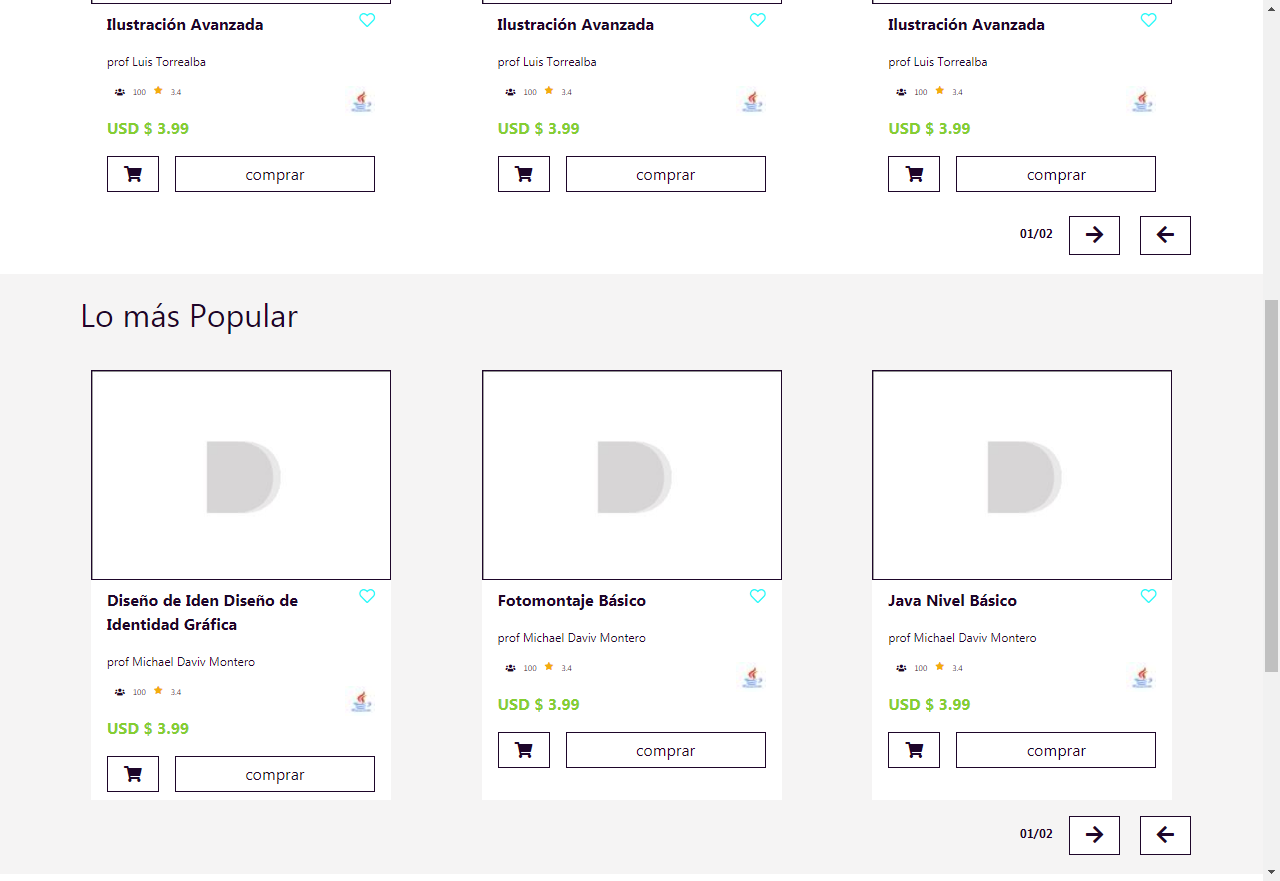 Ilustración Avanzada
Ilustración Avanzada
Ilustración Avanzada
prof Luis Torrealba
prof Luis Torrealba
prof Luis Torrealba
100 3.4
100 3.4
100 3.4
USD $ 3.99
USD $ 3.99
USD $ 3.99
comprar
comprar
comprar
01/02
Lo más Popular
Diseño de Iden Diseño de
Identidad Gráfica
prof Michael Daviv Montero
100 3.4
USD $ 3.99
comprar
Fotomontaje Básico
prof Michael Daviv Montero
100 3.4
USD $ 3.99
comprar
Java Nivel Básico
prof Michael Daviv Montero
100 3.4
USD $ 3.99
comprar
01/02